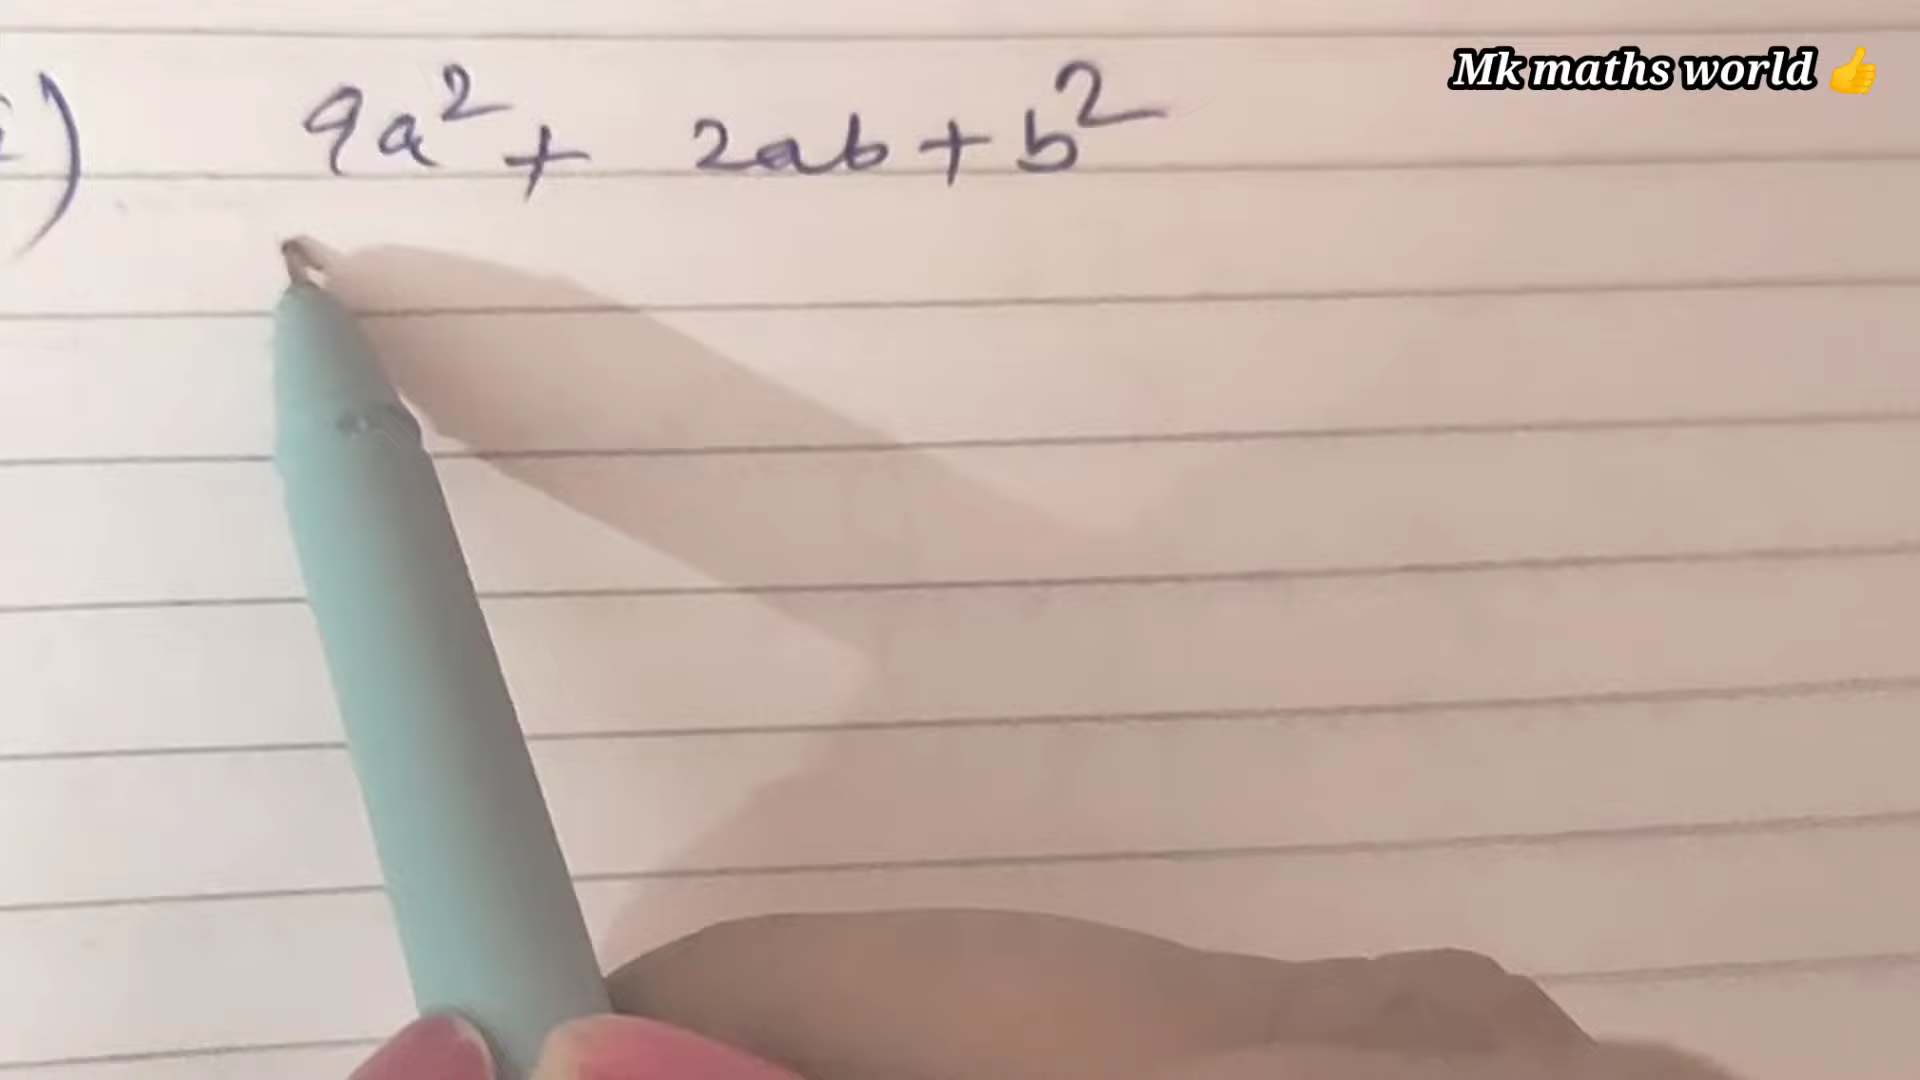 Mk maths world 👍
) 9a² + 2ab + b²